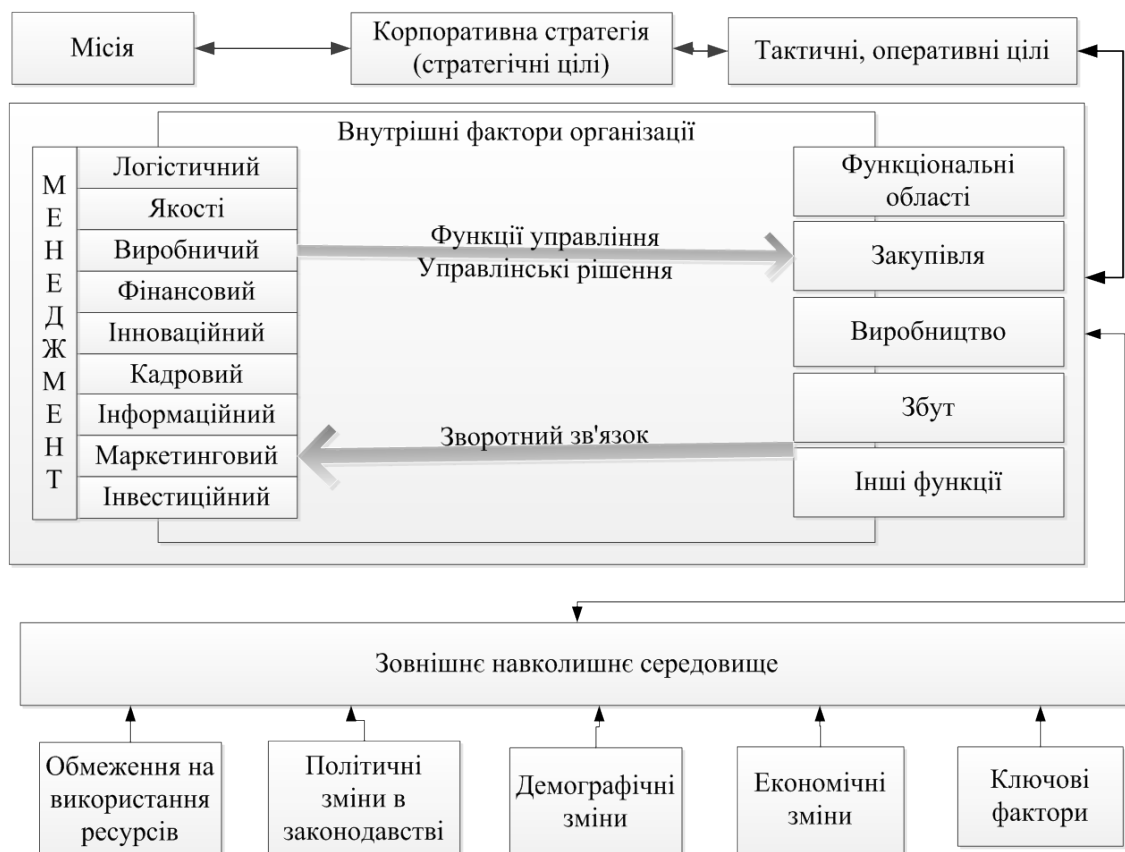 Місія
Корпоративна стратегія
(стратегічні цілі)
Тактичні, оперативні цілі
Внутрішні фактори організації
МЕНЕДЖМЕНТ
Логістичний
Якості
Виробничий
Фінансовий
Інноваційний
Кадровий
Інформаційний
Маркетинговий
Інвестиційний
Функції управління
Управлінські рішення
Зворотний зв'язок
Функціональні
області
Закупівля
Виробництво
Збут
Інші функції
Зовнішнє навколишнє середовище
Обмеження на
використання
ресурсів
Політичні
зміни в
законодавстві
Демографічні
зміни
Економічні
зміни
Ключові
фактори